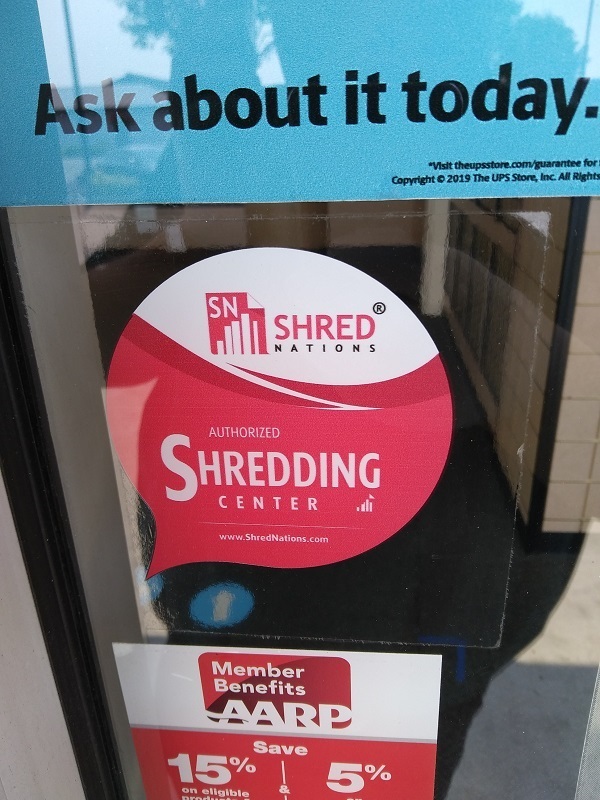 Ask about it today.
*Visit theupsstore.com/guarantee for
Copyright © 2019 The UPS Store, Inc. All Rights
SN
SHRED®
NATIONS
AUTHORIZED
SHREDDING
CENTER
www.ShredNations.com
Member
Benefits
AARP
Save
15% & 5%
on eligible
products